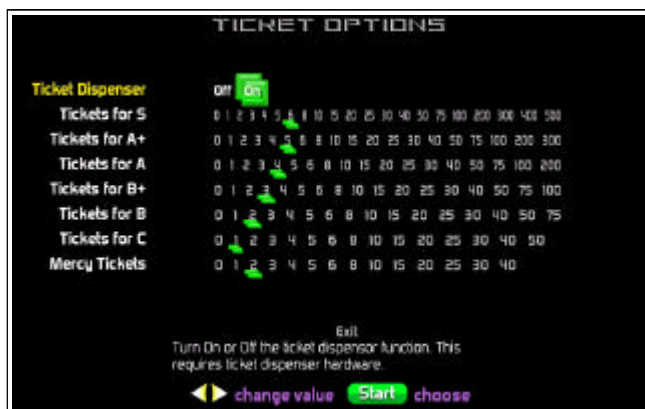 TICKET OPTIONS
Ticket Dispenser Off On
Tickets for S 0 1 2 3 4 5 6 8 10 15 20 25 30 40 50 75 100 200 300 400 500
Tickets for A+ 0 1 2 3 4 5 6 8 10 15 20 25 30 40 50 75 100 200 300
Tickets for A 0 1 2 3 4 5 6 8 10 15 20 25 30 40 50 75 100 200
Tickets for B+ 0 1 2 3 4 5 6 8 10 15 20 25 30 40 50 75 100
Tickets for B 0 1 2 3 4 5 6 8 10 15 20 25 30 40 50 75
Tickets for C 0 1 2 3 4 5 6 8 10 15 20 25 30 40 50
Mercy Tickets 0 1 2 3 4 5 6 8 10 15 20 25 30 40
Exit
Turn On or Off the ticket dispensor function. This
requires ticket dispenser hardware.
change value Start choose